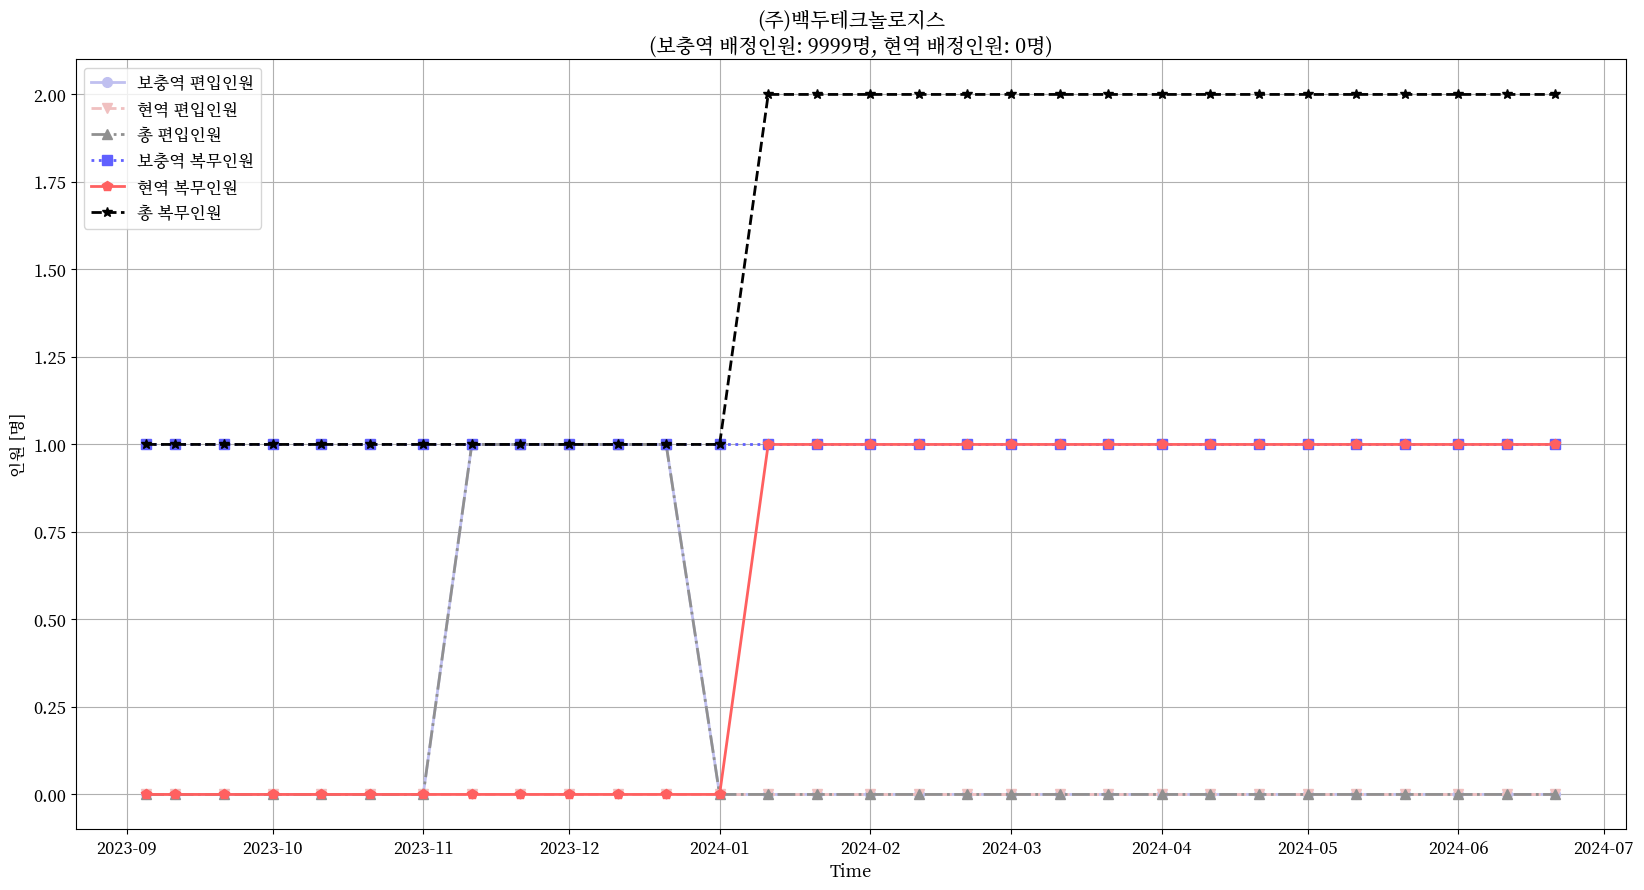 (주)백두테크놀로지스
(보충역 배정인원: 9999명, 현역 배정인원: 0명)
보충역 편입인원
현역 편입인원
총 편입인원
보충역 복무인원
현역 복무인원
총 복무인원
2.00
1.75
1.50
1.25
1.00
0.75
0.50
0.25
0.00
인원 [명]
2023-09 2023-10 2023-11 2023-12 2024-01 2024-02 2024-03 2024-04 2024-05 2024-06 2024-07
Time